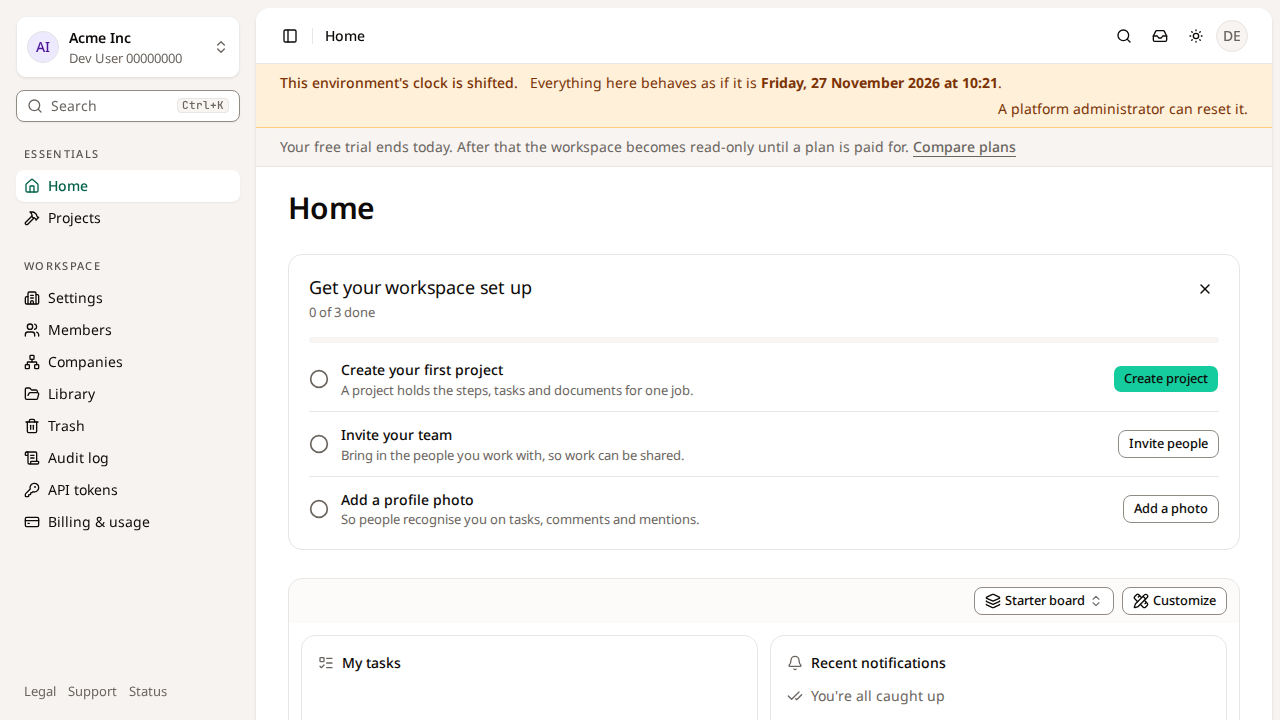 AI
Acme Inc
Dev User 00000000
Search
Ctrl+K
ESSENTIALS
Home
Projects
WORKSPACE
Settings
Members
Companies
Library
Trash
Audit log
API tokens
Billing & usage
Legal Support Status
Home
DE
This environment's clock is shifted. Everything here behaves as if it is Friday, 27 November 2026 at 10:21.
A platform administrator can reset it.
Your free trial ends today. After that the workspace becomes read-only until a plan is paid for. Compare plans
Home
Get your workspace set up
0 of 3 done
Create your first project
A project holds the steps, tasks and documents for one job.
Create project
Invite your team
Bring in the people you work with, so work can be shared.
Invite people
Add a profile photo
So people recognise you on tasks, comments and mentions.
Add a photo
Starter board
Customize
My tasks
Recent notifications
You're all caught up